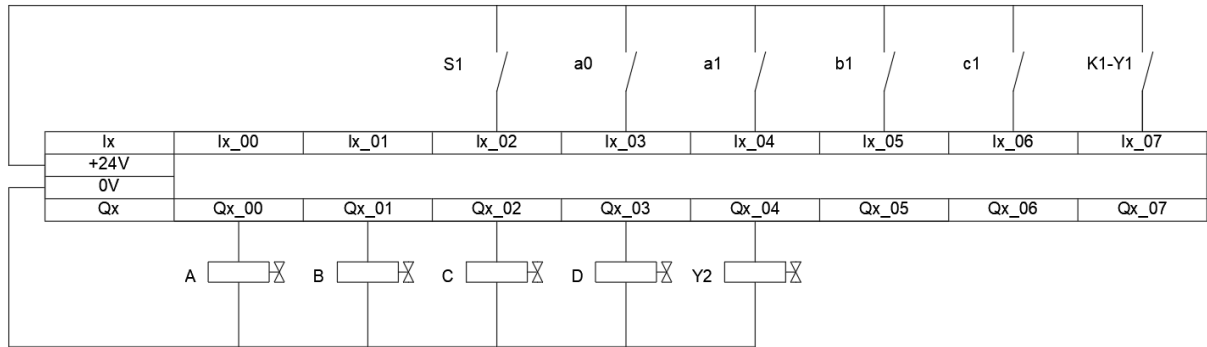 S1 a0 a1 b1 c1 K1-Y1
Ix Ix_00 Ix_01 Ix_02 Ix_03 Ix_04 Ix_05 Ix_06 Ix_07
+24V
0V
Qx Qx_00 Qx_01 Qx_02 Qx_03 Qx_04 Qx_05 Qx_06 Qx_07
A B C D Y2